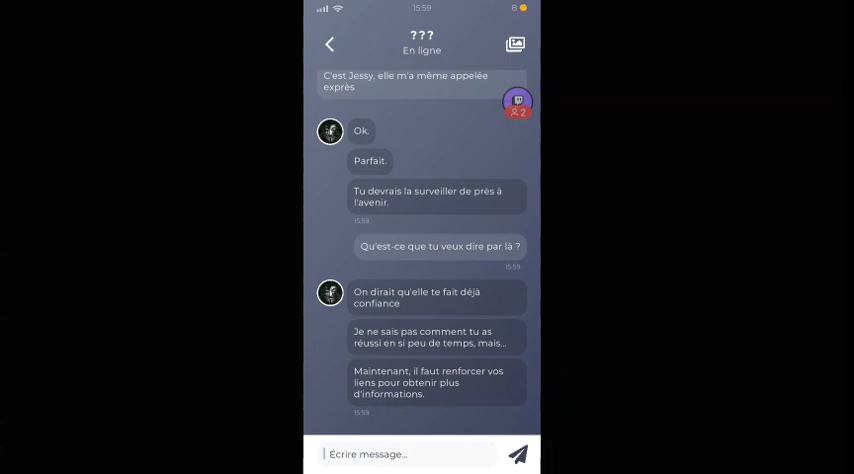 15:59
8
???
En ligne
C'est Jessy, elle m'a même appelée
exprès
2
Ok.
Parfait.
Tu devrais la surveiller de près à
l'avenir.
15:59
Qu'est-ce que tu veux dire par là ?
15:59
On dirait qu'elle te fait déjà
confiance
Je ne sais pas comment tu as
réussi en si peu de temps, mais...
Maintenant, il faut renforcer vos
liens pour obtenir plus
d'informations.
15:59
Écrire message...